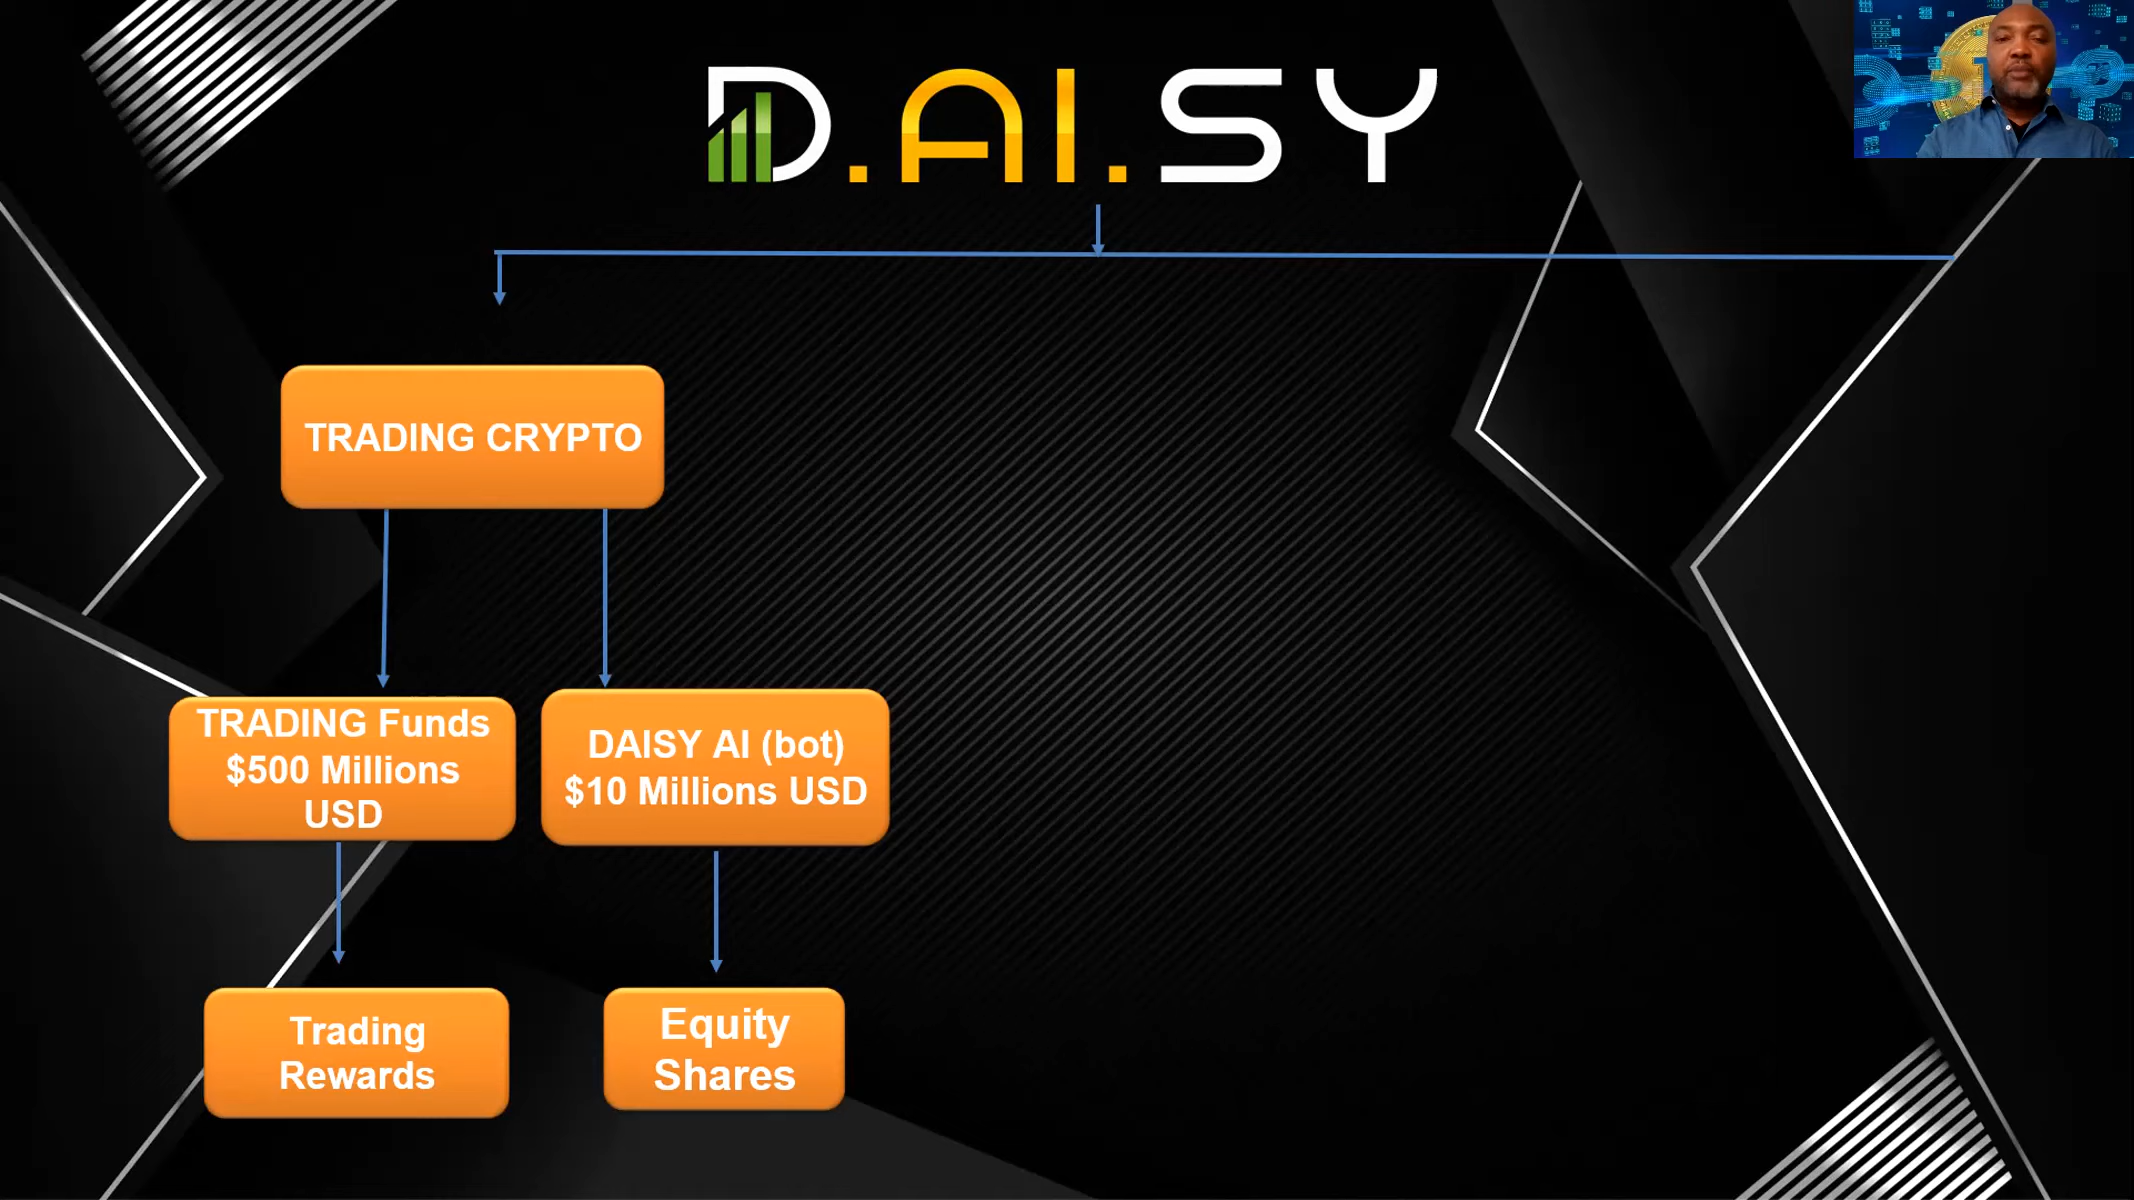 D.AI.SY
TRADING CRYPTO
TRADING Funds
$500 Millions
USD
DAISY AI (bot)
$10 Millions USD
Trading
Rewards
Equity
Shares